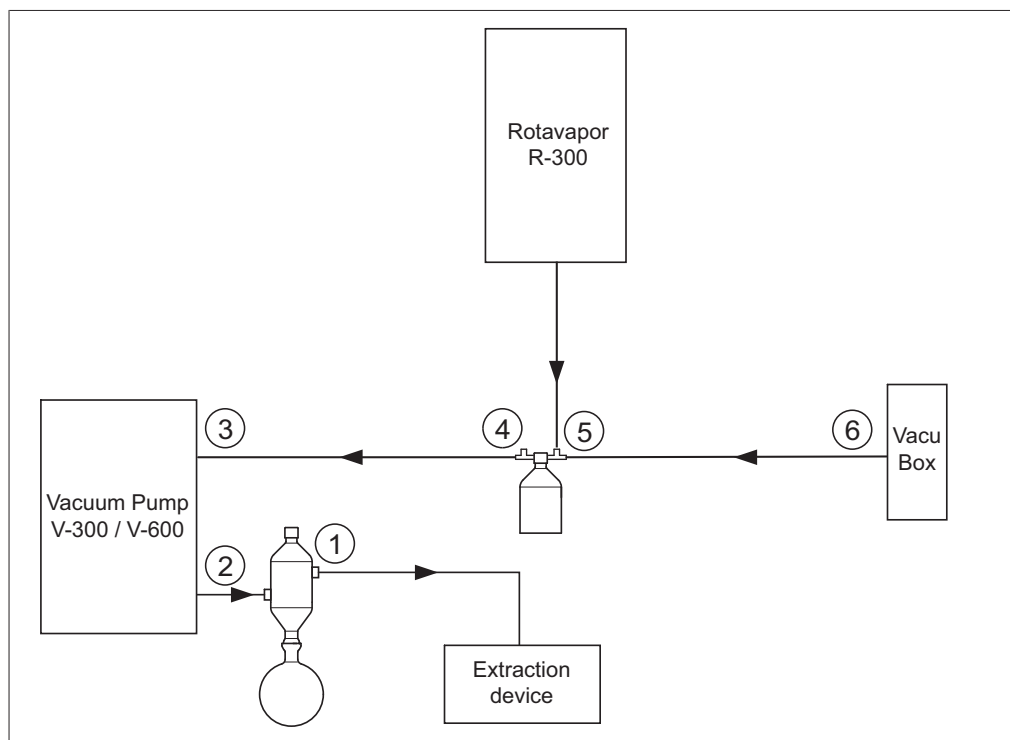 Rotavapor
R-300
3
4
5
6
Vacu
Box
Vacuum Pump
V-300 / V-600
2
1
Extraction
device